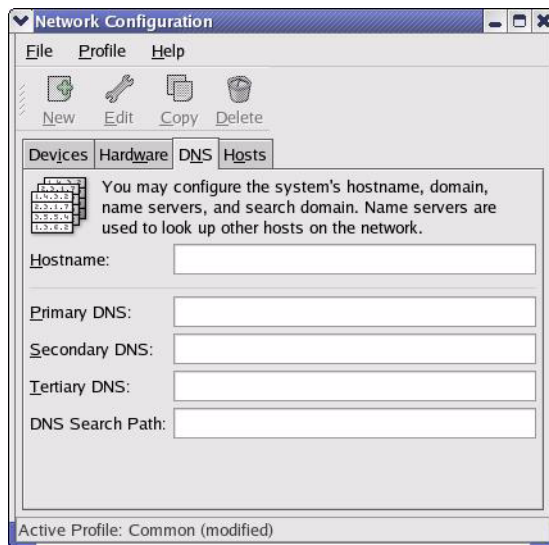 Network Configuration
File Profile Help
New Edit Copy Delete
Devices Hardware DNS Hosts
You may configure the system's hostname, domain,
name servers, and search domain. Name servers are
used to look up other hosts on the network.
Hostname:
Primary DNS:
Secondary DNS:
Tertiary DNS:
DNS Search Path:
Active Profile: Common (modified)